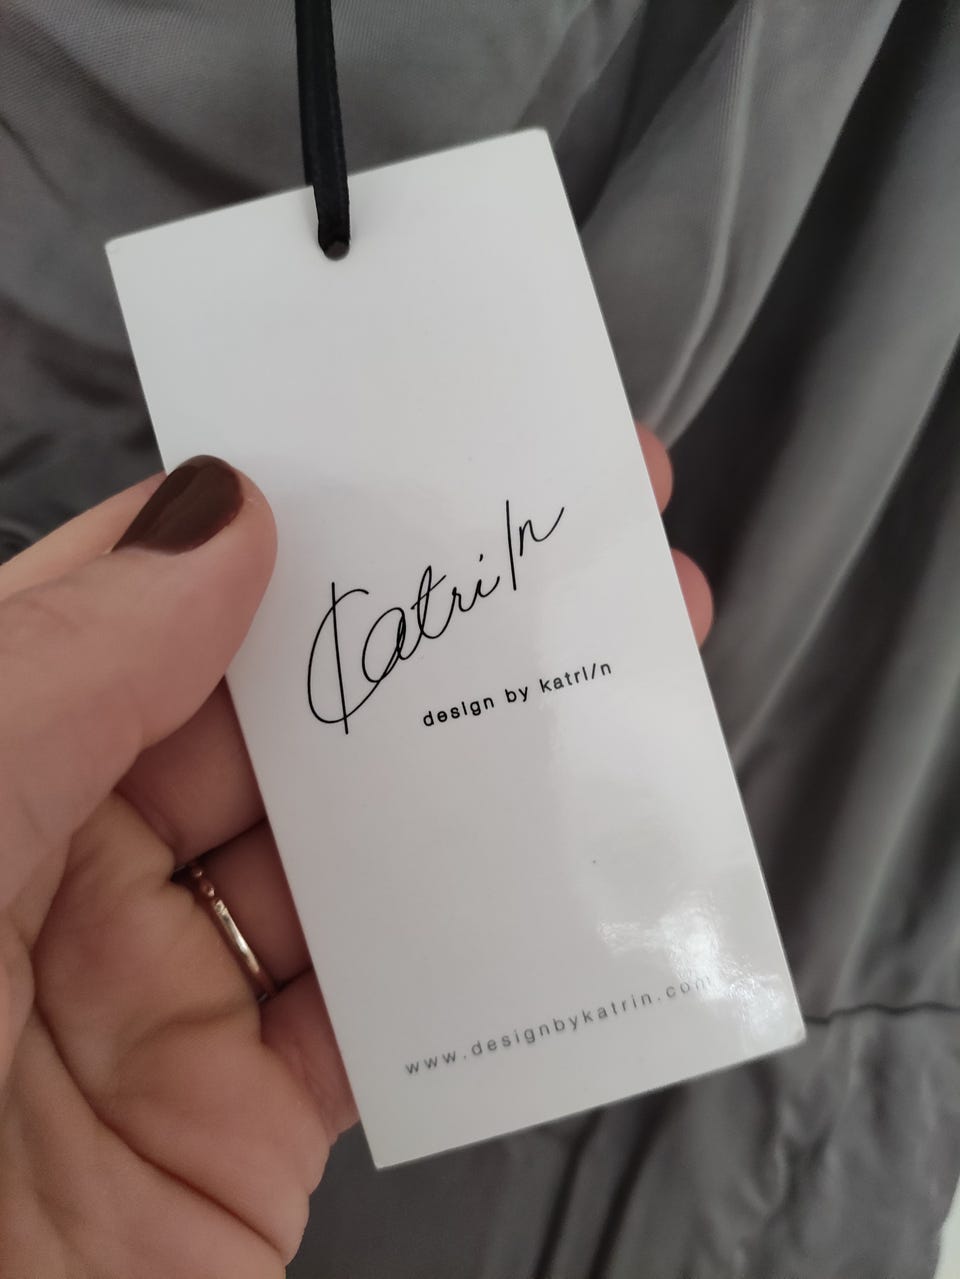 Katri/n
design by katri/n
www.designbykatrin.com